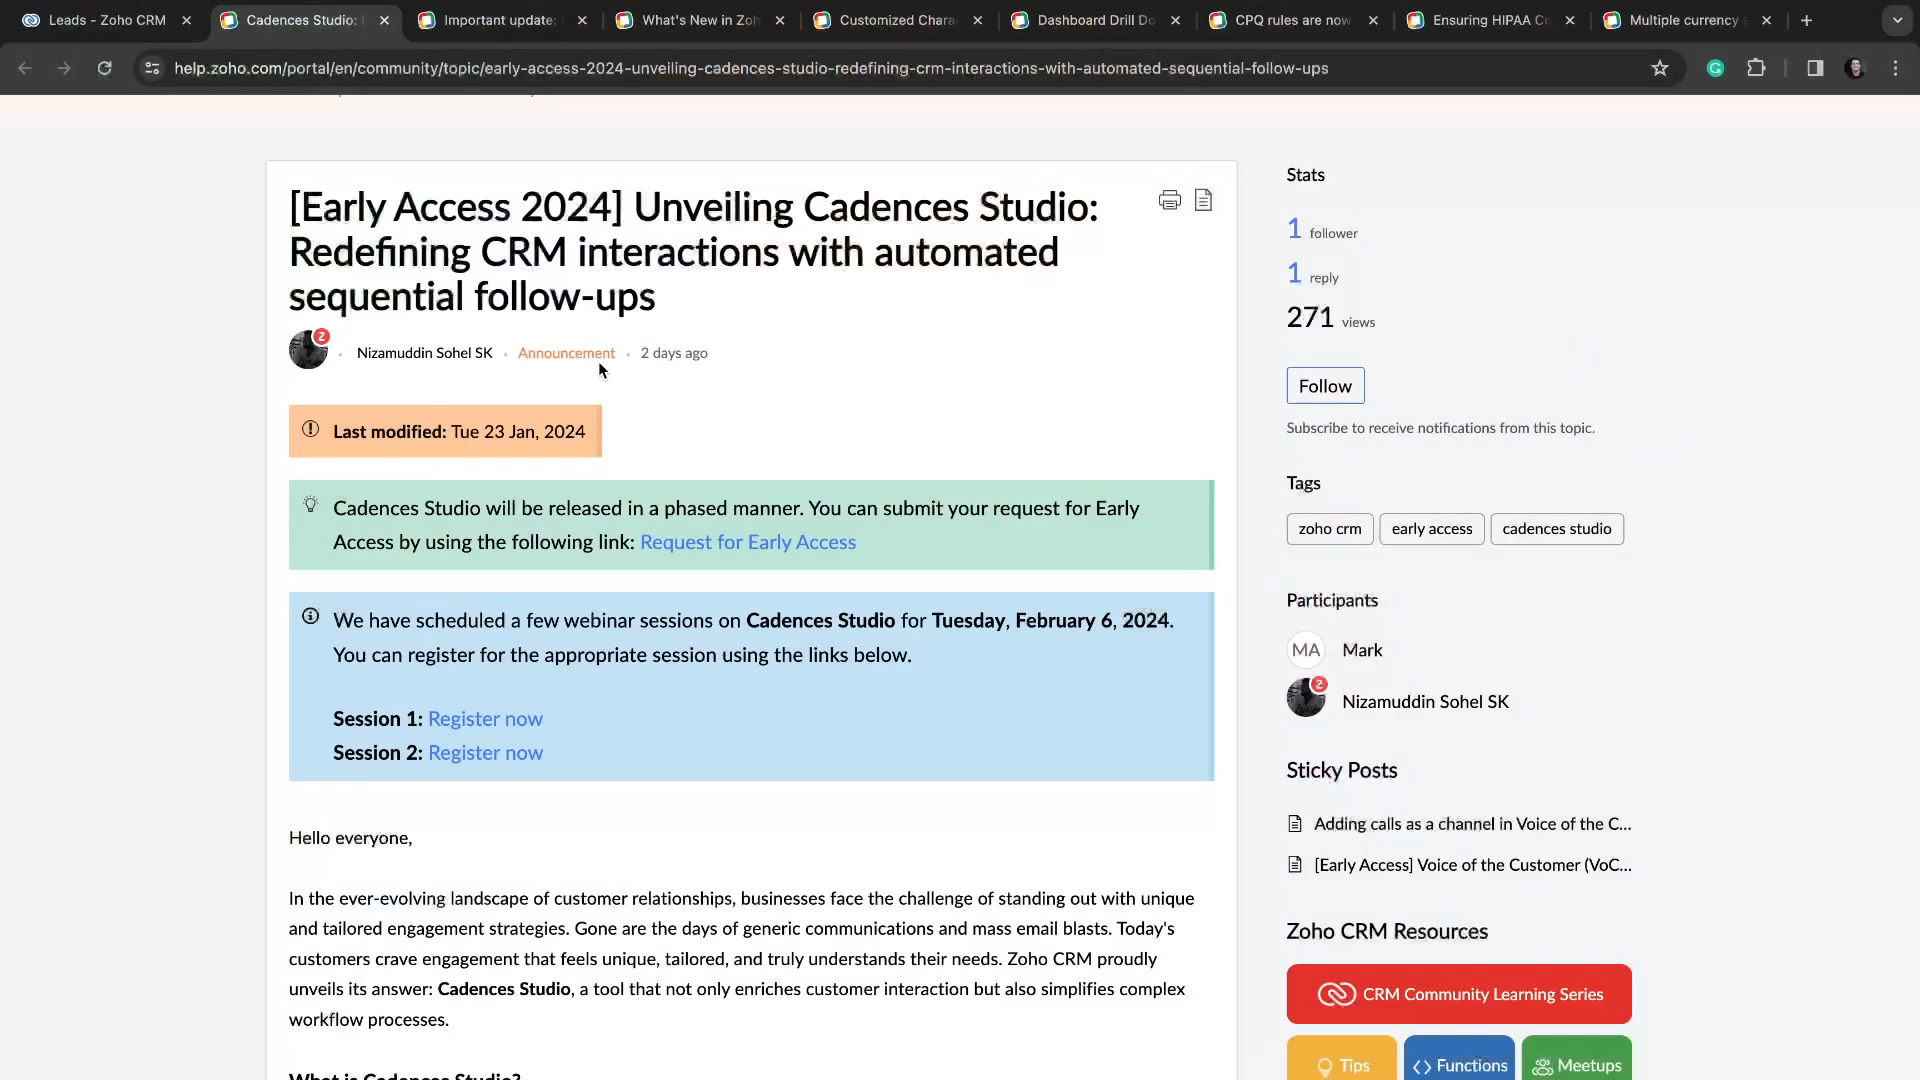 Leads - Zoho CRM
Cadences Studio:
Important update:
What's New in Zoh
Customized Chara
Dashboard Drill Do
CPQ rules are now
Ensuring HIPAA Co
Multiple currency
help.zoho.com/portal/en/community/topic/early-access-2024-unveiling-cadences-studio-redefining-crm-interactions-with-automated-sequential-follow-ups
[Early Access 2024] Unveiling Cadences Studio:
Redefining CRM interactions with automated
sequential follow-ups
2
Nizamuddin Sohel SK · Announcement · 2 days ago
Last modified: Tue 23 Jan, 2024
Cadences Studio will be released in a phased manner. You can submit your request for Early
Access by using the following link: Request for Early Access
We have scheduled a few webinar sessions on Cadences Studio for Tuesday, February 6, 2024.
You can register for the appropriate session using the links below.
Session 1: Register now
Session 2: Register now
Hello everyone,
In the ever-evolving landscape of customer relationships, businesses face the challenge of standing out with unique
and tailored engagement strategies. Gone are the days of generic communications and mass email blasts. Today's
customers crave engagement that feels unique, tailored, and truly understands their needs. Zoho CRM proudly
unveils its answer: Cadences Studio, a tool that not only enriches customer interaction but also simplifies complex
workflow processes.
What is Cadences Studio?
Stats
1 follower
1 reply
271 views
Follow
Subscribe to receive notifications from this topic.
Tags
zoho crm
early access
cadences studio
Participants
MA Mark
2
Nizamuddin Sohel SK
Sticky Posts
Adding calls as a channel in Voice of the C...
[Early Access] Voice of the Customer (VoC...
Zoho CRM Resources
CRM Community Learning Series
Tips
Functions
Meetups